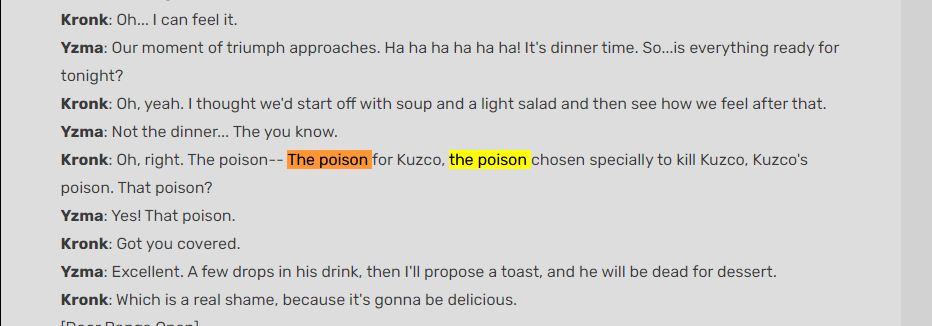 Kronk: Oh... I can feel it.
Yzma: Our moment of triumph approaches. Ha ha ha ha ha ha! It's dinner time. So...is everything ready for
tonight?
Kronk: Oh, yeah. I thought we'd start off with soup and a light salad and then see how we feel after that.
Yzma: Not the dinner... The you know.
Kronk: Oh, right. The poison-- The poison for Kuzco, the poison chosen specially to kill Kuzco, Kuzco's
poison. That poison?
Yzma: Yes! That poison.
Kronk: Got you covered.
Yzma: Excellent. A few drops in his drink, then I'll propose a toast, and he will be dead for dessert.
Kronk: Which is a real shame, because it's gonna be delicious.